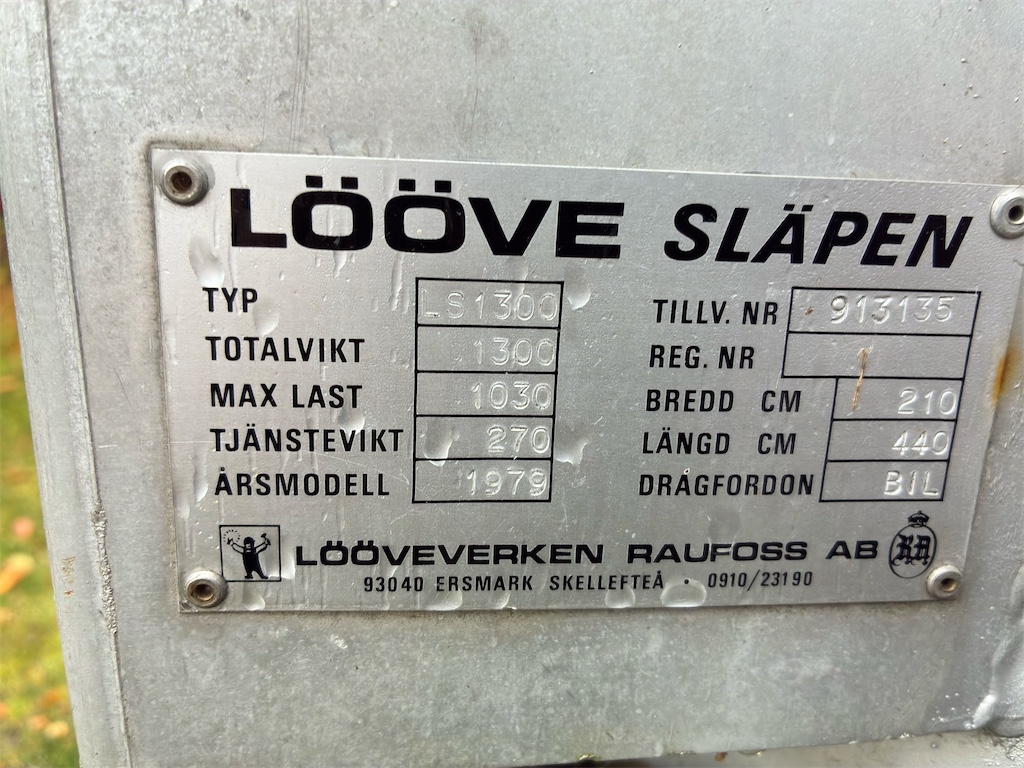 LÖÖVE SLÄPEN
TYP LS1300 TILLV. NR 913135
TOTALVIKT 1300 REG. NR
MAX LAST 1030 BREDD CM 210
TJÄNSTEVIKT 270 LÄNGD CM 440
ÅRSMODELL 1979 DRAGFORDON BIL
LÖÖVEVERKEN RAUFOSS AB RA
93040 ERSMARK SKELLEFTEÅ · 0910/23190